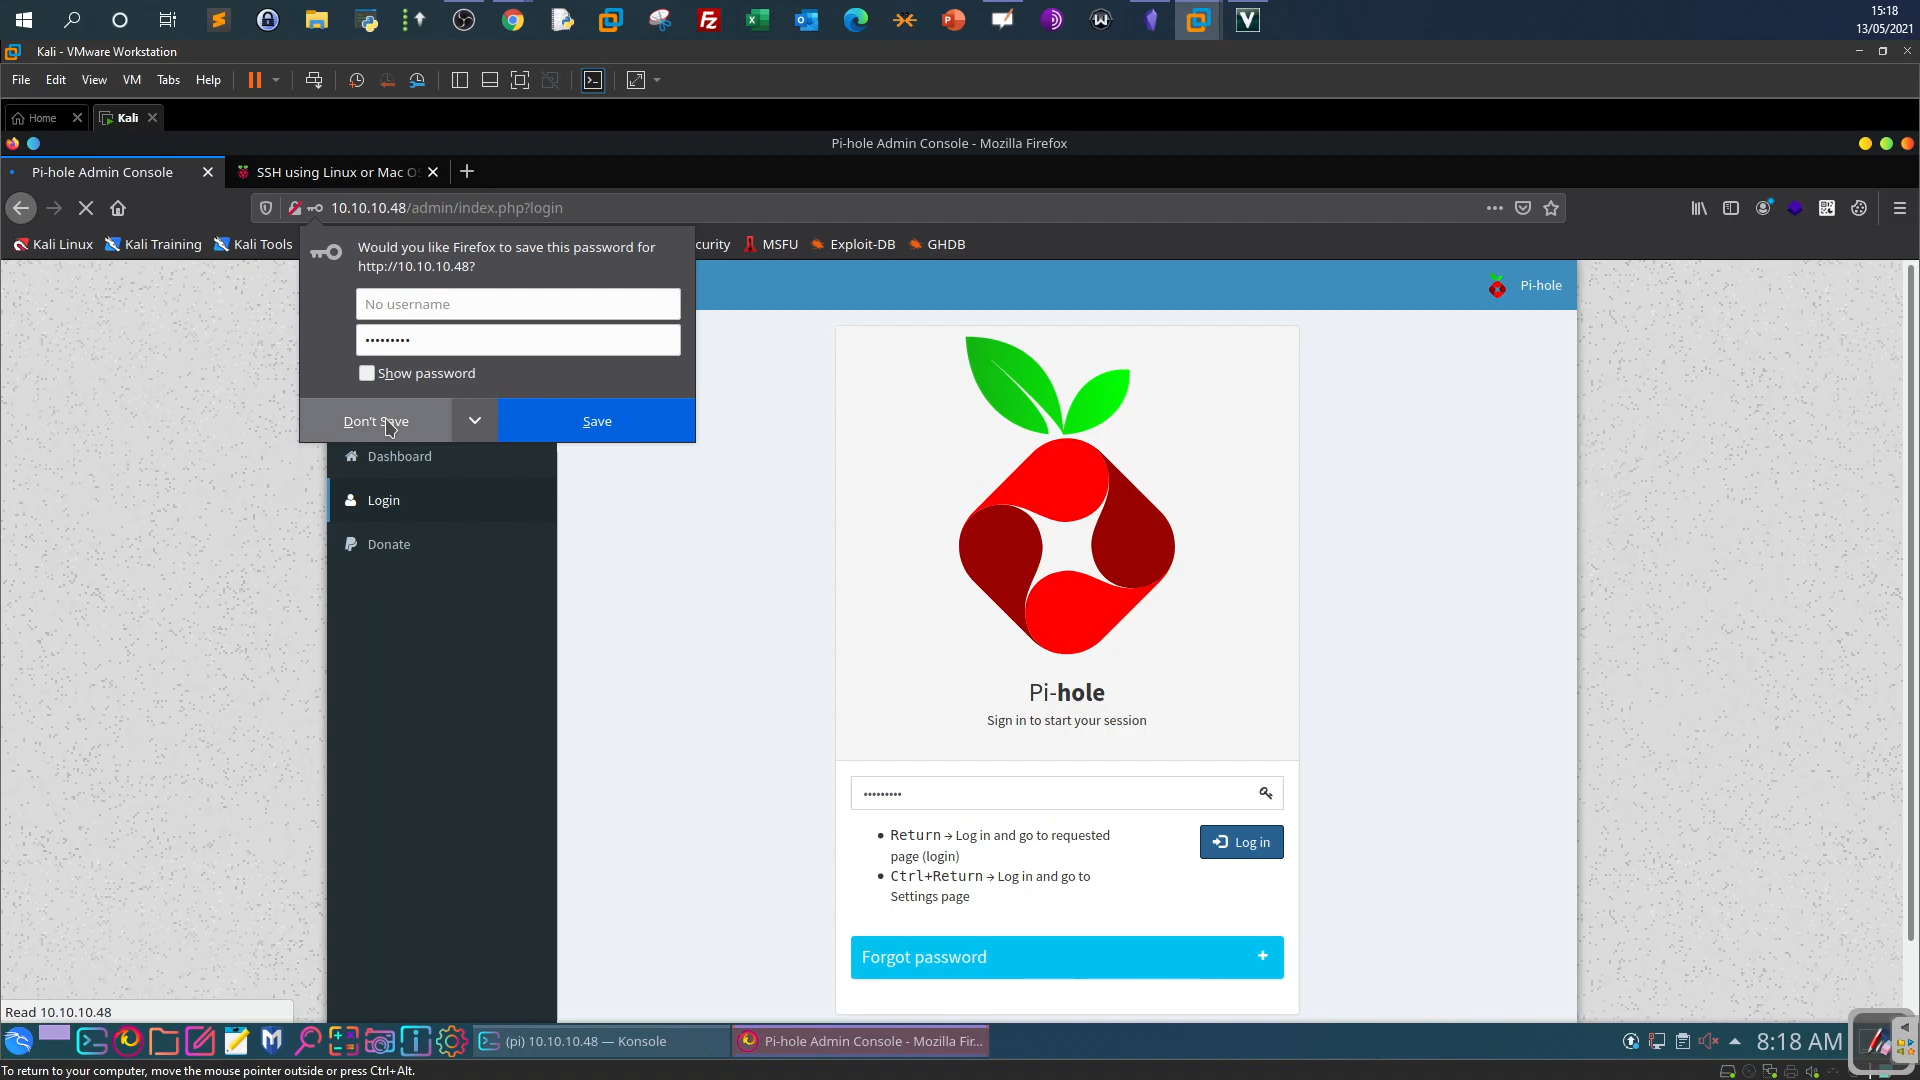 15:18
13/05/2021
Kali - VMware Workstation
File Edit View VM Tabs Help
Home
Kali
Pi-hole Admin Console - Mozilla Firefox
Pi-hole Admin Console
SSH using Linux or Mac OS
10.10.10.48/admin/index.php?login
Kali Linux
Kali Training
Kali Tools
curity
MSFU
Exploit-DB
GHDB
Would you like Firefox to save this password for
http://10.10.10.48?
No username
•••••••••
Show password
Don't Save
Save
Pi-hole
Dashboard
Login
Donate
Pi-hole
Sign in to start your session
•••••••••
• Return → Log in and go to requested
page (login)
• Ctrl+Return → Log in and go to
Settings page
Log in
Forgot password
Read 10.10.10.48
(pi) 10.10.10.48 — Konsole
Pi-hole Admin Console - Mozilla Fir...
8:18 AM
To return to your computer, move the mouse pointer outside or press Ctrl+Alt.